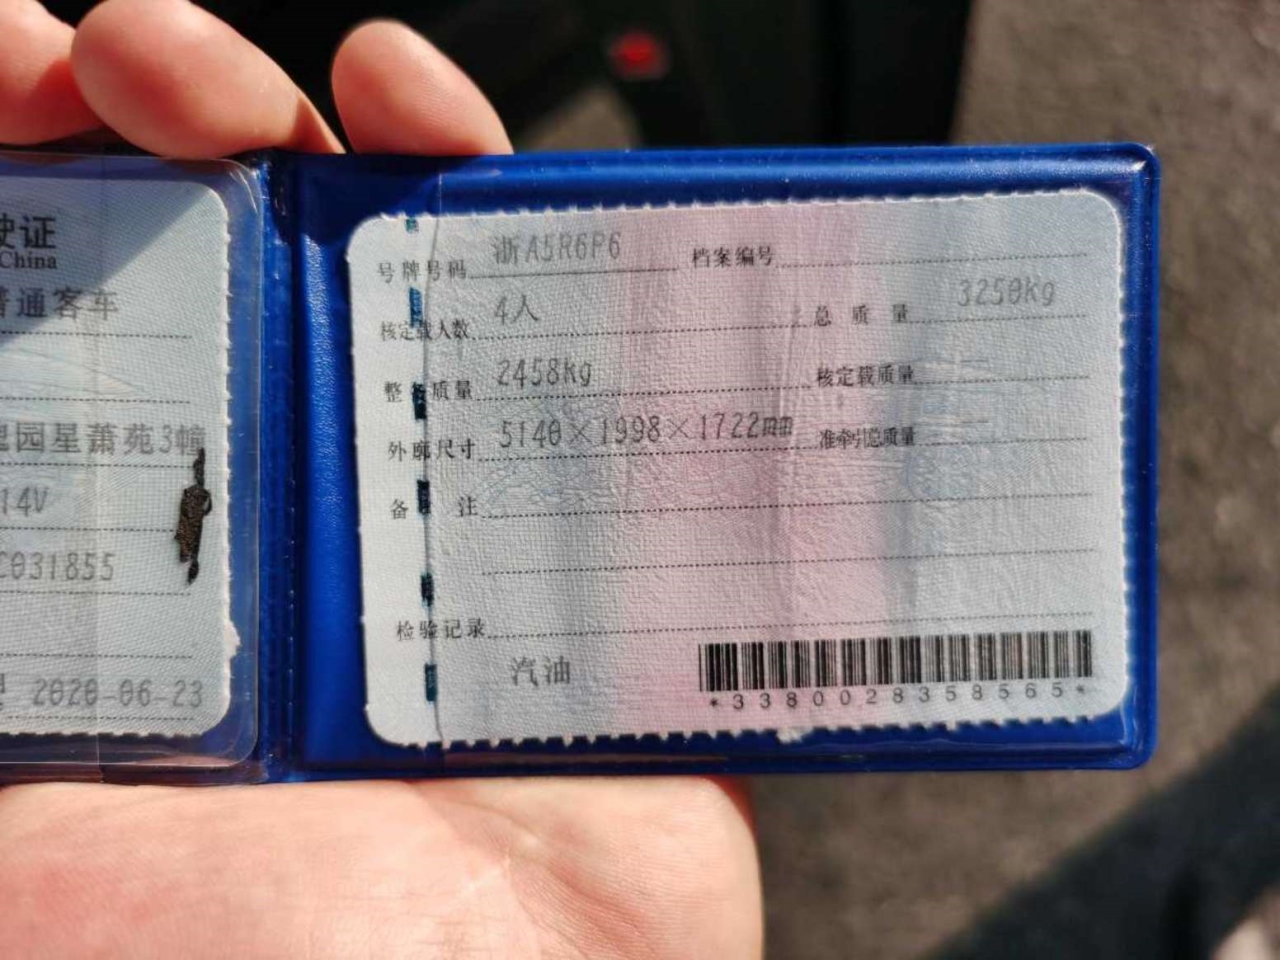 驶证
China
普通客车
园星萧苑3幢
14V
C031855
2020-06-23
号牌号码 浙A5R6P6 档案编号
核定载人数 4人 总质量 3250kg
整备质量 2458kg 核定载质量 —
外廓尺寸 5140×1998×1722mm 准牵引总质量 —
备注
检验记录
汽油
*3380028358565*